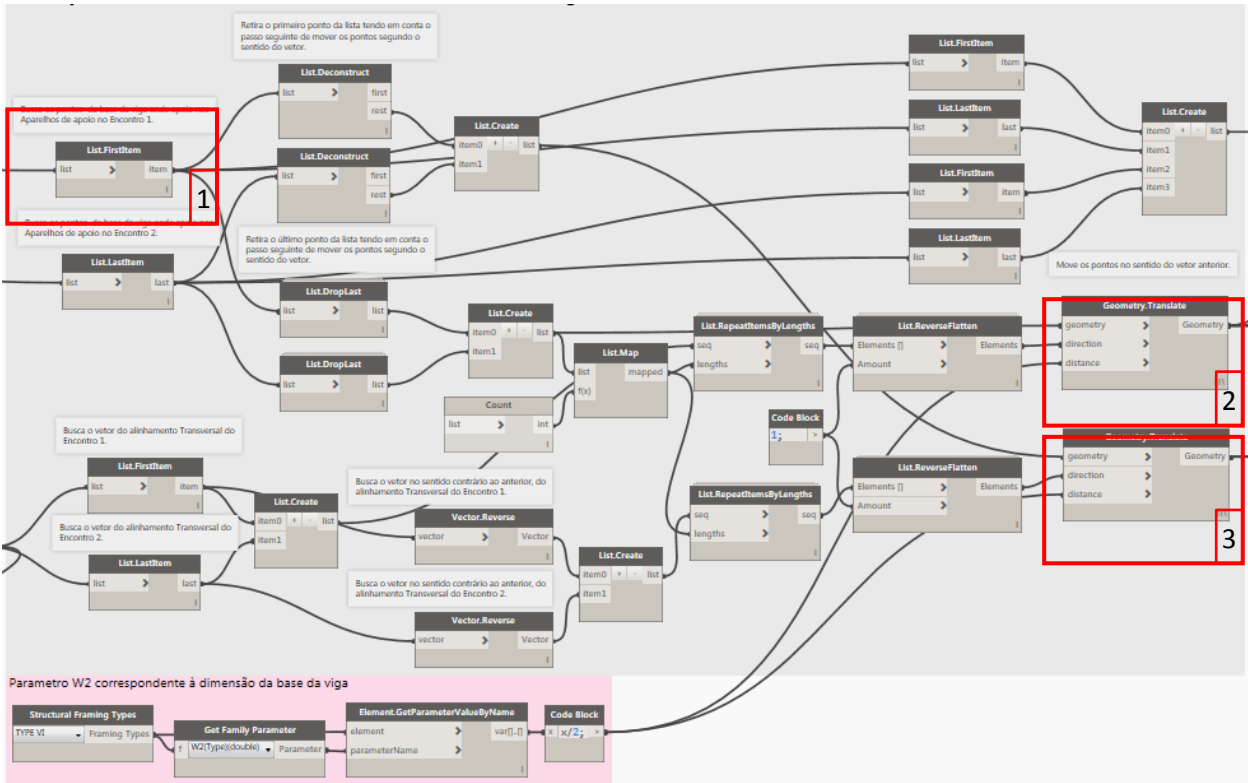 Retira o primeiro ponto da lista tendo em conta o
passo seguinte de mover os pontos segundo o
sentido do vetor.
List.FirstItem
list > item
List.Deconstruct
list > first
rest
Aparelhos de apoio no Encontro 1.
List.FirstItem
list > item
1
List.Create
item0 + - list
item1
List.LastItem
list > last
List.Create
item0 + - list
item1
item2
item3
List.Deconstruct
list > first
rest
List.FirstItem
list > item
Aparelhos de apoio no Encontro 2.
Retira o último ponto da lista tendo em conta o
passo seguinte de mover os pontos segundo o
sentido do vetor.
List.LastItem
list > last
List.LastItem
list > last
Move os pontos no sentido do vetor anterior.
List.DropLast
list > list
List.Create
item0 + - list
item1
List.RepeatItemsByLengths
seq > seq
lengths >
List.ReverseFlatten
Elements [] > Elements
Amount >
Geometry.Translate
geometry > Geometry
direction >
distance >
2
List.DropLast
list > list
List.Map
list mapped
f(x)
Count
list > int
Code Block
1; >
Busca o vetor do alinhamento Transversal do
Encontro 1.
List.FirstItem
list > item
Geometry.Translate
geometry > Geometry
direction >
distance >
3
List.ReverseFlatten
Elements [] > Elements
Amount >
Busca o vetor no sentido contrário ao anterior, do
alinhamento Transversal do Encontro 1.
List.RepeatItemsByLengths
seq > seq
lengths >
List.Create
item0 + - list
item1
Busca o vetor do alinhamento Transversal do
Encontro 2.
Vector.Reverse
vector > Vector
List.LastItem
list > last
List.Create
item0 + - list
item1
Busca o vetor no sentido contrário ao anterior, do
alinhamento Transversal do Encontro 2.
Vector.Reverse
vector > Vector
Parametro W2 correspondente à dimensão da base da viga
Structural Framing Types
TYPE VI Framing Types
Get Family Parameter
f W2(Type)(double) Parameter
Element.GetParameterValueByName
element > var[]..[]
parameterName >
Code Block
x x/2; >